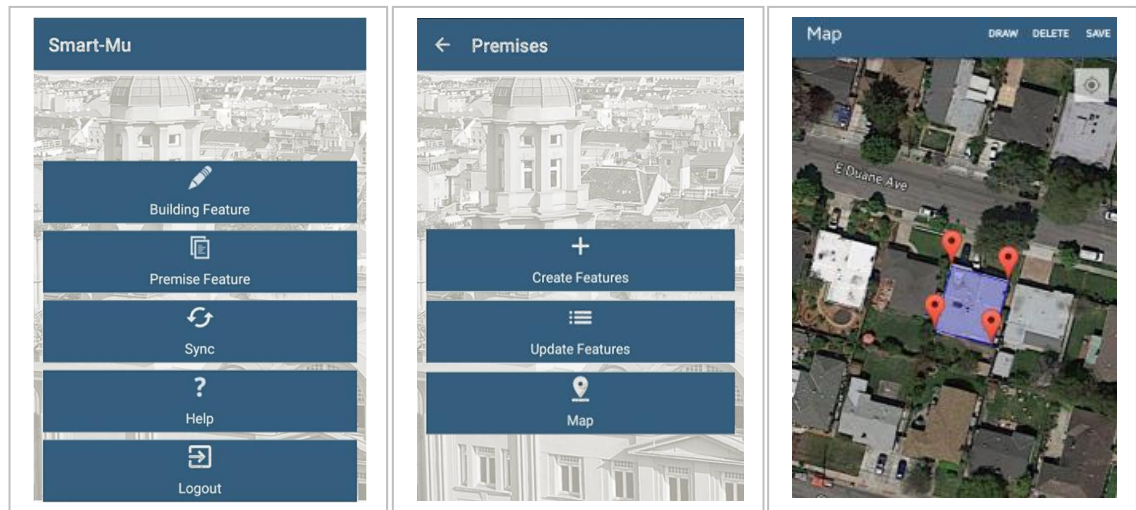 Smart-Mu
Building Feature
Premise Feature
Sync
?
Help
Logout
Premises
Create Features
Update Features
Map
Map
DRAW DELETE SAVE
E Duane Ave